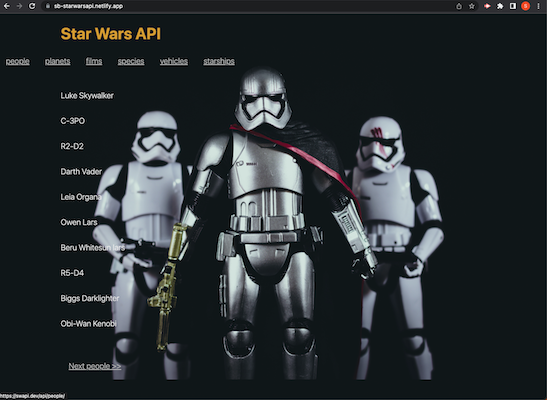 sb-starwarsapi.netlify.app
Star Wars API
people planets films species vehicles starships
Luke Skywalker
C-3PO
R2-D2
Darth Vader
Leia Organa
Owen Lars
Beru Whitesun lars
R5-D4
Biggs Darklighter
Obi-Wan Kenobi
Next people >>
https://swapi.dev/api/people/